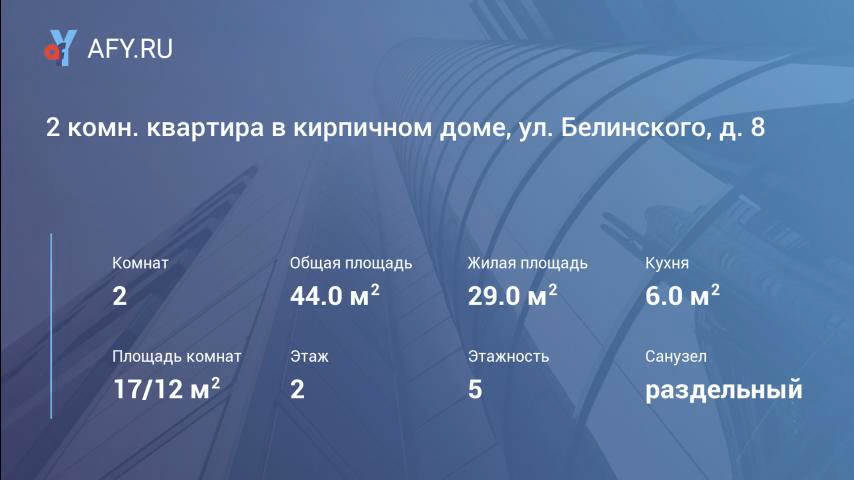 AFY.RU
2 комн. квартира в кирпичном доме, ул. Белинского, д. 8
Комнат Общая площадь Жилая площадь Кухня
2 44.0 м² 29.0 м² 6.0 м²
Площадь комнат Этаж Этажность Санузел
17/12 м² 2 5 раздельный